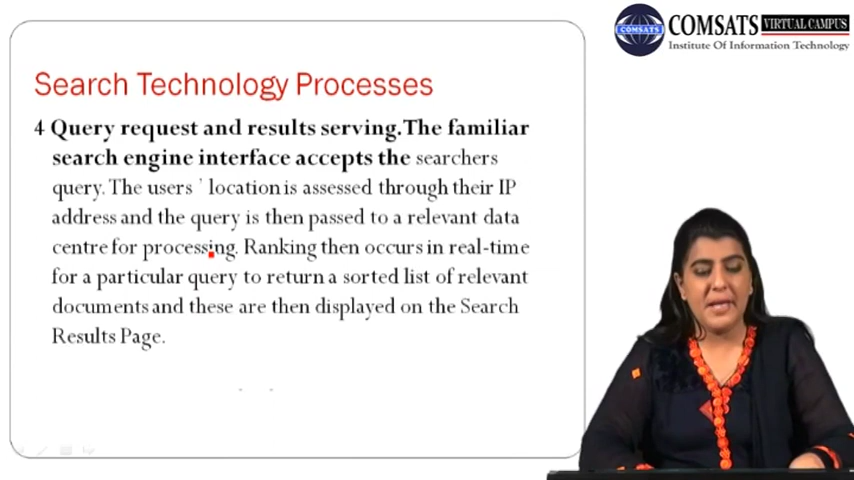 COMSATS VIRTUAL CAMPUS
Institute Of Information Technology
COMSATS
Search Technology Processes
4 Query request and results serving. The familiar
search engine interface accepts the searchers
query. The users ' location is assessed through their IP
address and the query is then passed to a relevant data
centre for processing. Ranking then occurs in real-time
for a particular query to return a sorted list of relevant
documents and these are then displayed on the Search
Results Page.